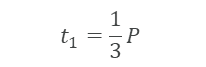 t₁ = 1/3 P